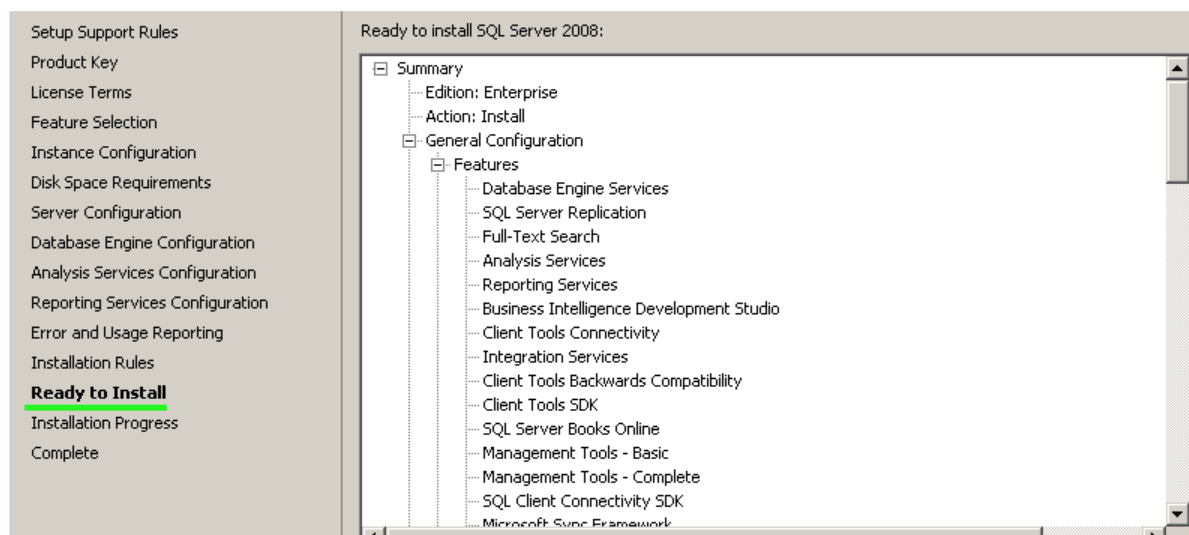 Setup Support Rules
Product Key
License Terms
Feature Selection
Instance Configuration
Disk Space Requirements
Server Configuration
Database Engine Configuration
Analysis Services Configuration
Reporting Services Configuration
Error and Usage Reporting
Installation Rules
Ready to Install
Installation Progress
Complete
Ready to install SQL Server 2008:
Summary
Edition: Enterprise
Action: Install
General Configuration
Features
Database Engine Services
SQL Server Replication
Full-Text Search
Analysis Services
Reporting Services
Business Intelligence Development Studio
Client Tools Connectivity
Integration Services
Client Tools Backwards Compatibility
Client Tools SDK
SQL Server Books Online
Management Tools - Basic
Management Tools - Complete
SQL Client Connectivity SDK
Microsoft Sync Framework